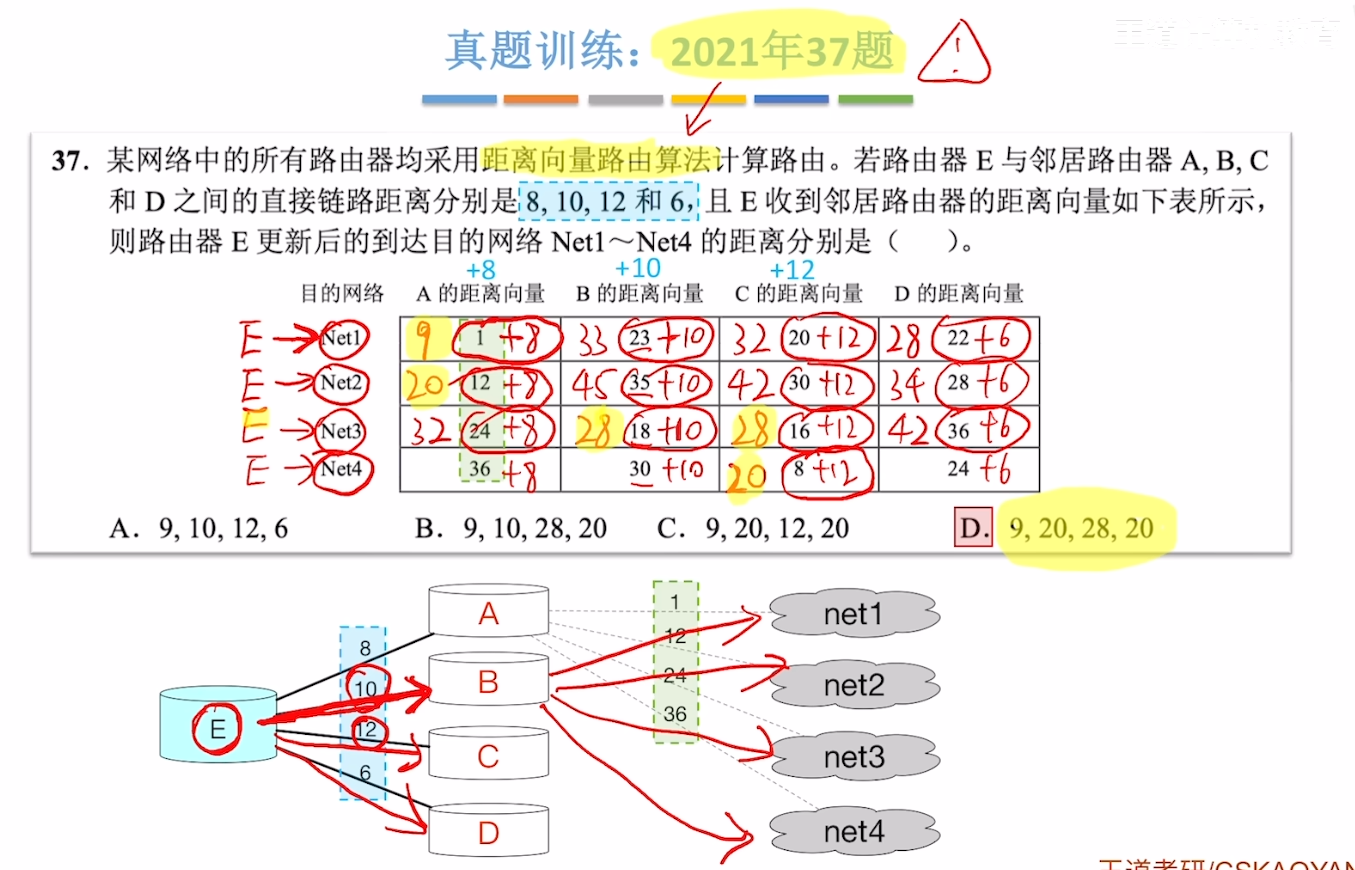 真题训练：2021年37题
!
37. 某网络中的所有路由器均采用距离向量路由算法计算路由。若路由器 E 与邻居路由器 A, B, C
和 D 之间的直接链路距离分别是 8, 10, 12 和 6，且 E 收到邻居路由器的距离向量如下表所示，
则路由器 E 更新后的到达目的网络 Net1～Net4 的距离分别是（ ）。
+8 +10 +12
目的网络 A 的距离向量 B 的距离向量 C 的距离向量 D 的距离向量
E → Net1 9 1 +8 33 23 +10 32 20 +12 28 22 +6
E → Net2 20 12 +8 45 35 +10 42 30 +12 34 28 +6
E → Net3 32 24 +8 28 18 +10 28 16 +12 42 36 +6
E → Net4 36 +8 30 +10 20 8 +12 24 +6
A. 9, 10, 12, 6 B. 9, 10, 28, 20 C. 9, 20, 12, 20 D. 9, 20, 28, 20
A
B
C
D
E
8
10
12
6
1
12
24
36
net1
net2
net3
net4
王道考研/CSKAOYAN